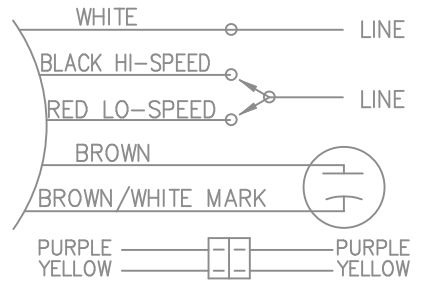 WHITE LINE
BLACK HI-SPEED
LINE
RED LO-SPEED
BROWN
BROWN/WHITE MARK
PURPLE PURPLE
YELLOW YELLOW